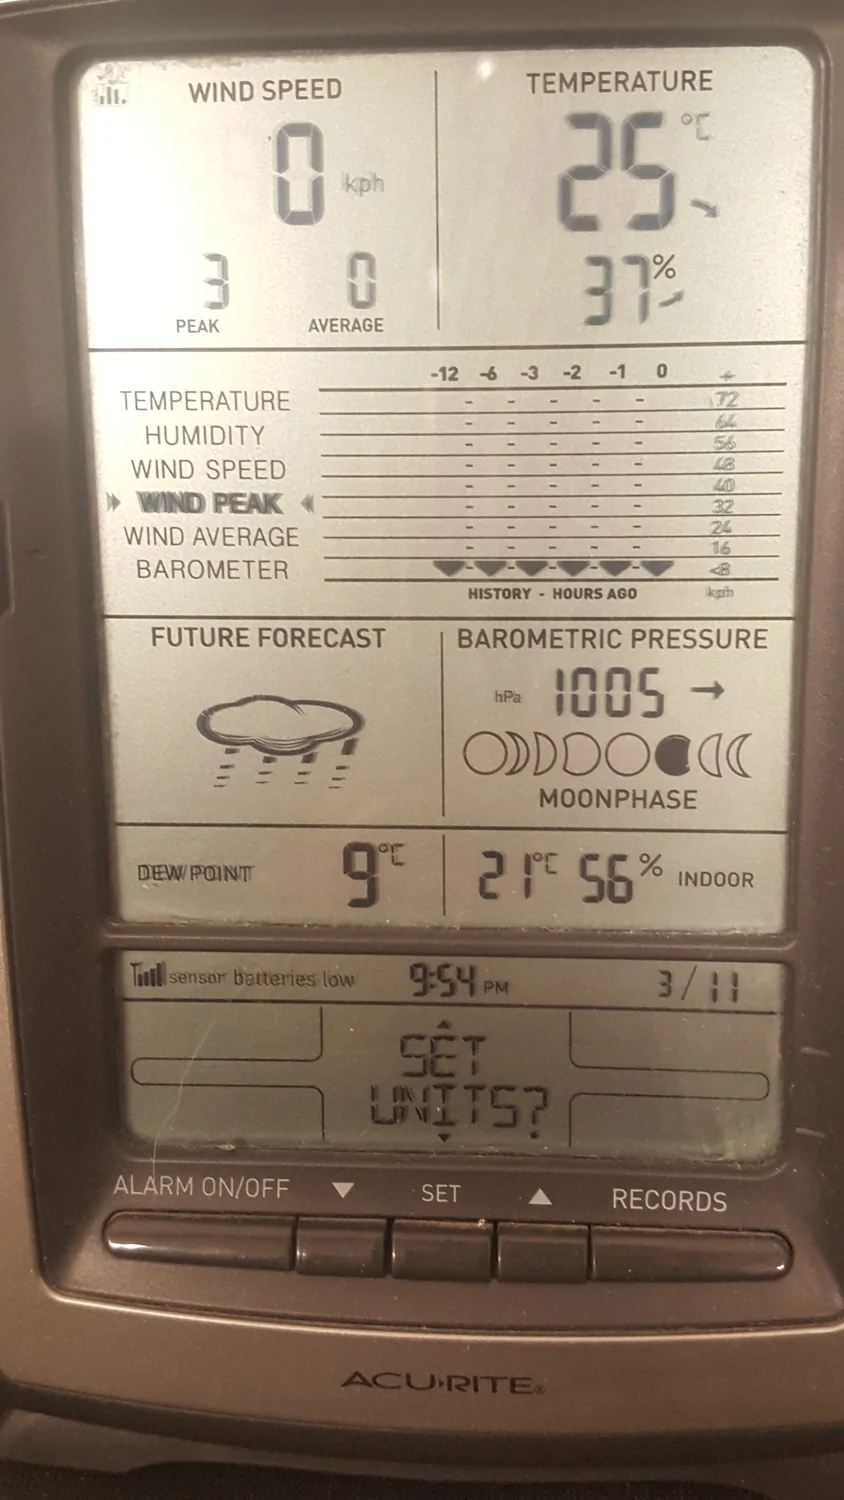 WIND SPEED TEMPERATURE
0 kph 25 °C
3 0 37%
PEAK AVERAGE
-12 -6 -3 -2 -1 0
TEMPERATURE 72
64
HUMIDITY 56
WIND SPEED 48
40
WIND PEAK 32
WIND AVERAGE 24
16
BAROMETER <8
HISTORY - HOURS AGO kph
FUTURE FORECAST BAROMETRIC PRESSURE
hPa 1005
MOONPHASE
DEW POINT 9°C 21°C 56% INDOOR
sensor batteries low 9:54 PM 3/11
SET
UNITS?
ALARM ON/OFF ▼ SET ▲ RECORDS
ACU›RITE®